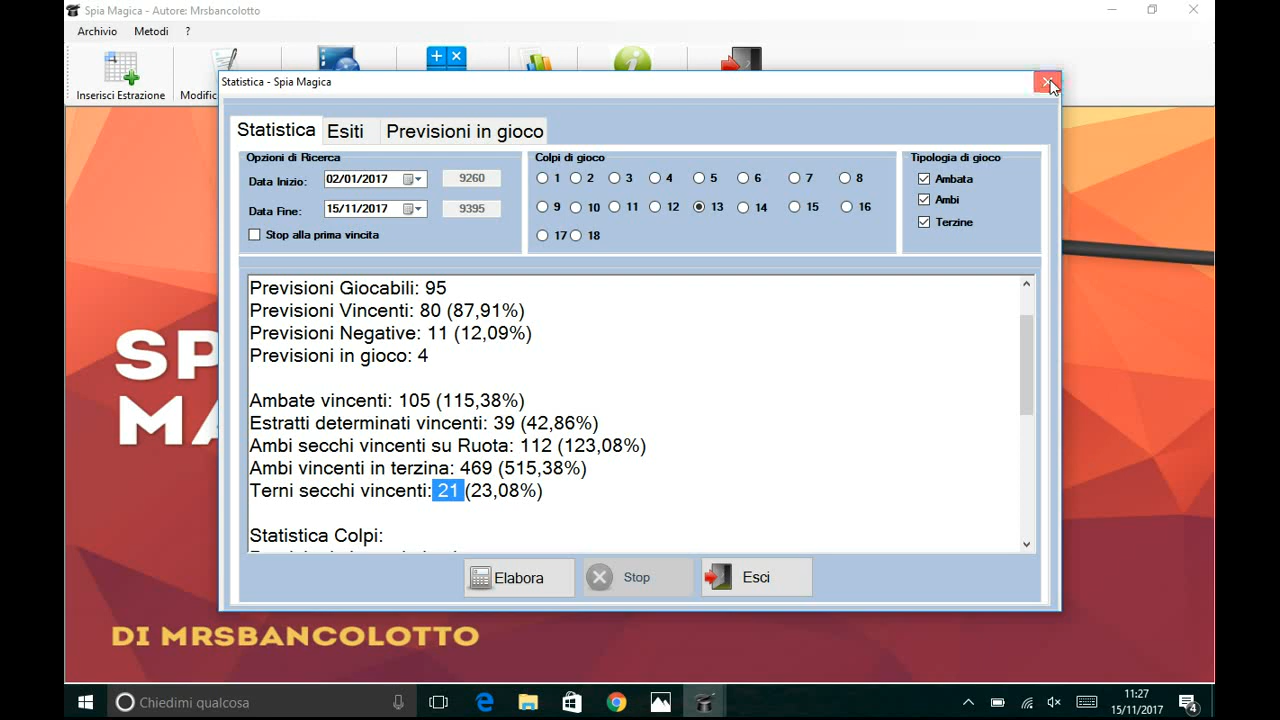 Spia Magica - Autore: Mrsbancolotto
Archivio Metodi ?
Inserisci Estrazione
Modific
Statistica - Spia Magica
Statistica Esiti Previsioni in gioco
Opzioni di Ricerca
Data Inizio: 02/01/2017 9260
Data Fine: 15/11/2017 9395
Stop alla prima vincita
Colpi di gioco
1 2 3 4 5 6 7 8
9 10 11 12 13 14 15 16
17 18
Tipologia di gioco
Ambata
Ambi
Terzine
Previsioni Giocabili: 95
Previsioni Vincenti: 80 (87,91%)
Previsioni Negative: 11 (12,09%)
Previsioni in gioco: 4
Ambate vincenti: 105 (115,38%)
Estratti determinati vincenti: 39 (42,86%)
Ambi secchi vincenti su Ruota: 112 (123,08%)
Ambi vincenti in terzina: 469 (515,38%)
Terni secchi vincenti: 21 (23,08%)
Statistica Colpi:
Elabora Stop Esci
SP
MA
DI MRSBANCOLOTTO
Chiedimi qualcosa
11:27
15/11/2017
4